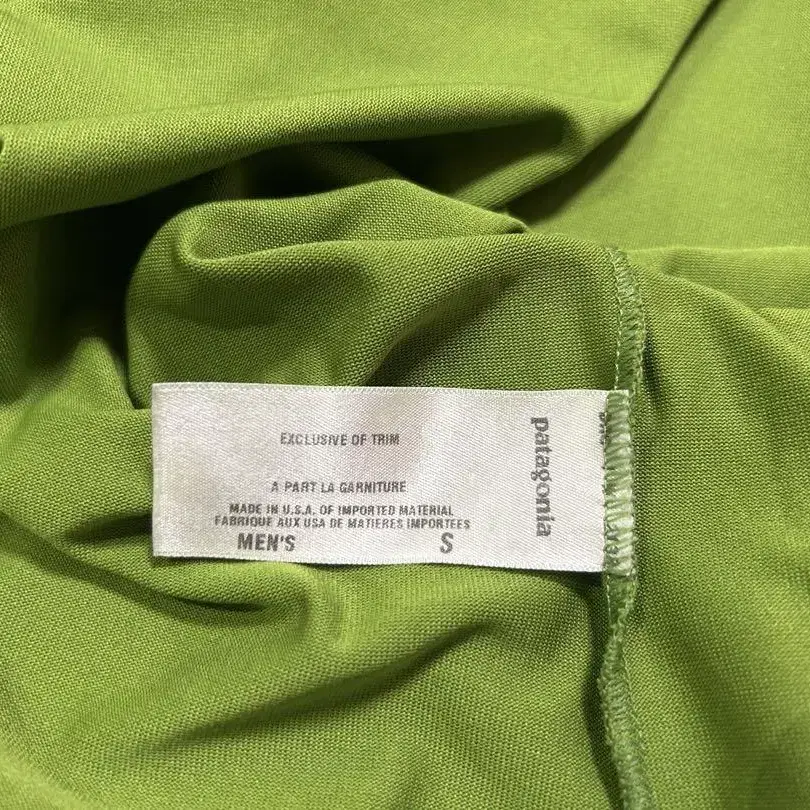 EXCLUSIVE OF TRIM
A PART LA GARNITURE
MADE IN U.S.A. OF IMPORTED MATERIAL
FABRIQUE AUX USA DE MATIERES IMPORTEES
MEN'S S
patagonia